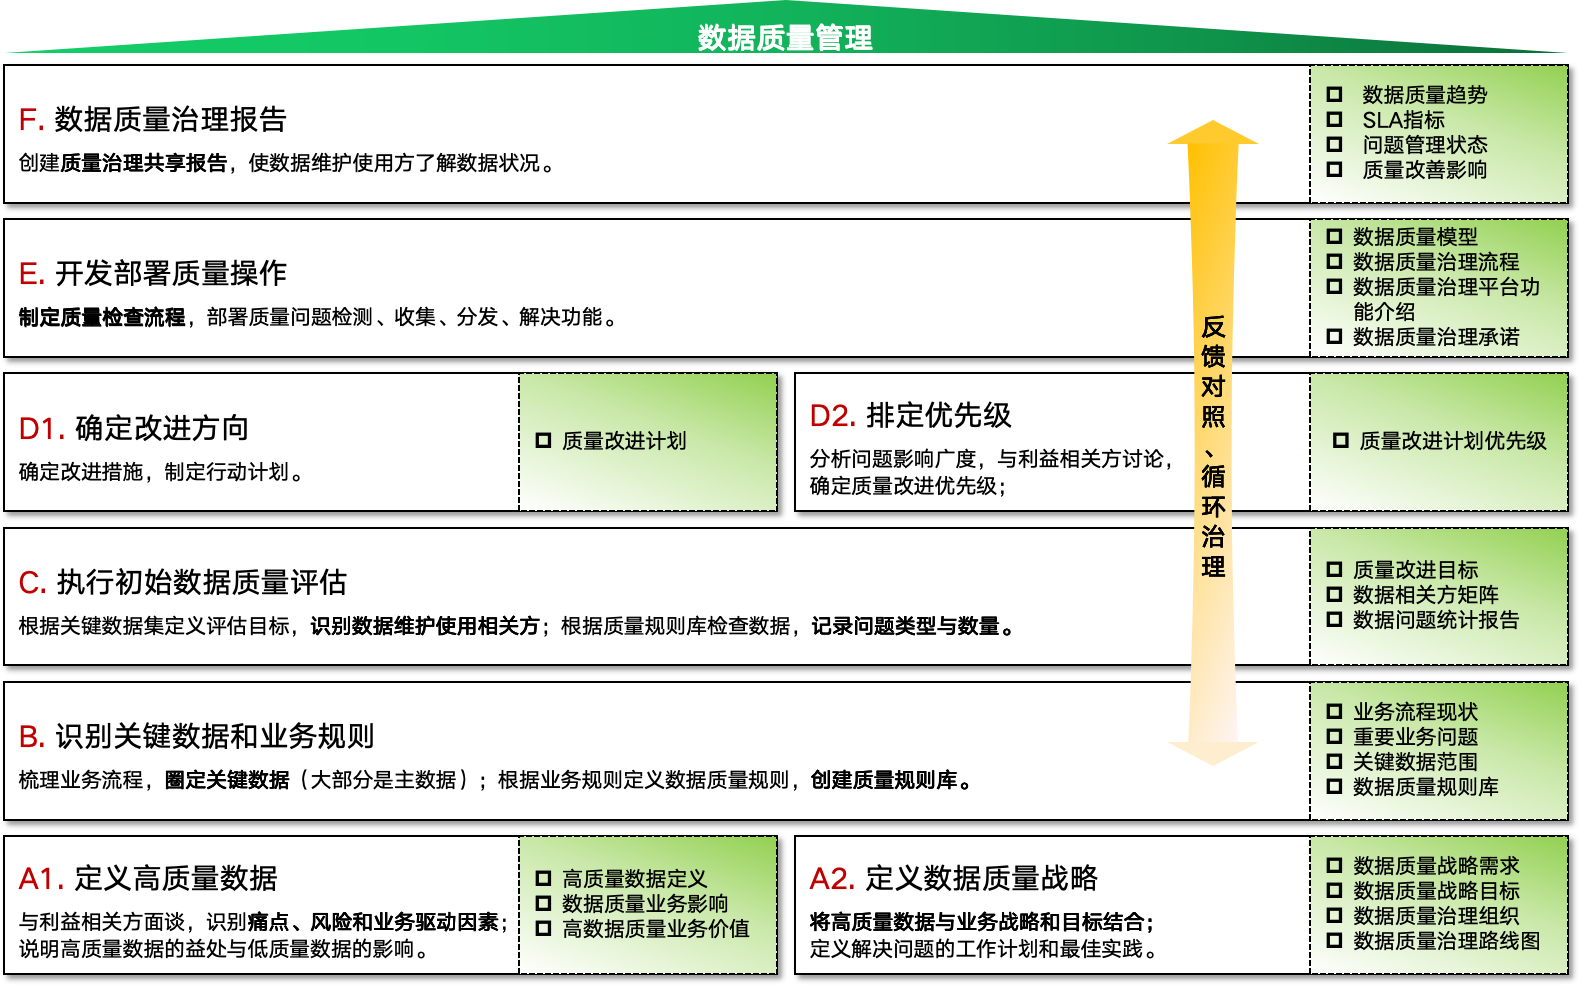 数据质量管理
F. 数据质量治理报告
创建质量治理共享报告，使数据维护使用方了解数据状况。
数据质量趋势
SLA指标
问题管理状态
质量改善影响
E. 开发部署质量操作
制定质量检查流程，部署质量问题检测、收集、分发、解决功能。
数据质量模型
数据质量治理流程
数据质量治理平台功
能介绍
数据质量治理承诺
D1. 确定改进方向
确定改进措施，制定行动计划。
质量改进计划
D2. 排定优先级
分析问题影响广度，与利益相关方讨论，
确定质量改进优先级；
质量改进计划优先级
反馈对照、循环治理
C. 执行初始数据质量评估
根据关键数据集定义评估目标，识别数据维护使用相关方；根据质量规则库检查数据，记录问题类型与数量。
质量改进目标
数据相关方矩阵
数据问题统计报告
B. 识别关键数据和业务规则
梳理业务流程，圈定关键数据（大部分是主数据）；根据业务规则定义数据质量规则，创建质量规则库。
业务流程现状
重要业务问题
关键数据范围
数据质量规则库
A1. 定义高质量数据
与利益相关方面谈，识别痛点、风险和业务驱动因素；
说明高质量数据的益处与低质量数据的影响。
高质量数据定义
数据质量业务影响
高数据质量业务价值
A2. 定义数据质量战略
将高质量数据与业务战略和目标结合；
定义解决问题的工作计划和最佳实践。
数据质量战略需求
数据质量战略目标
数据质量治理组织
数据质量治理路线图